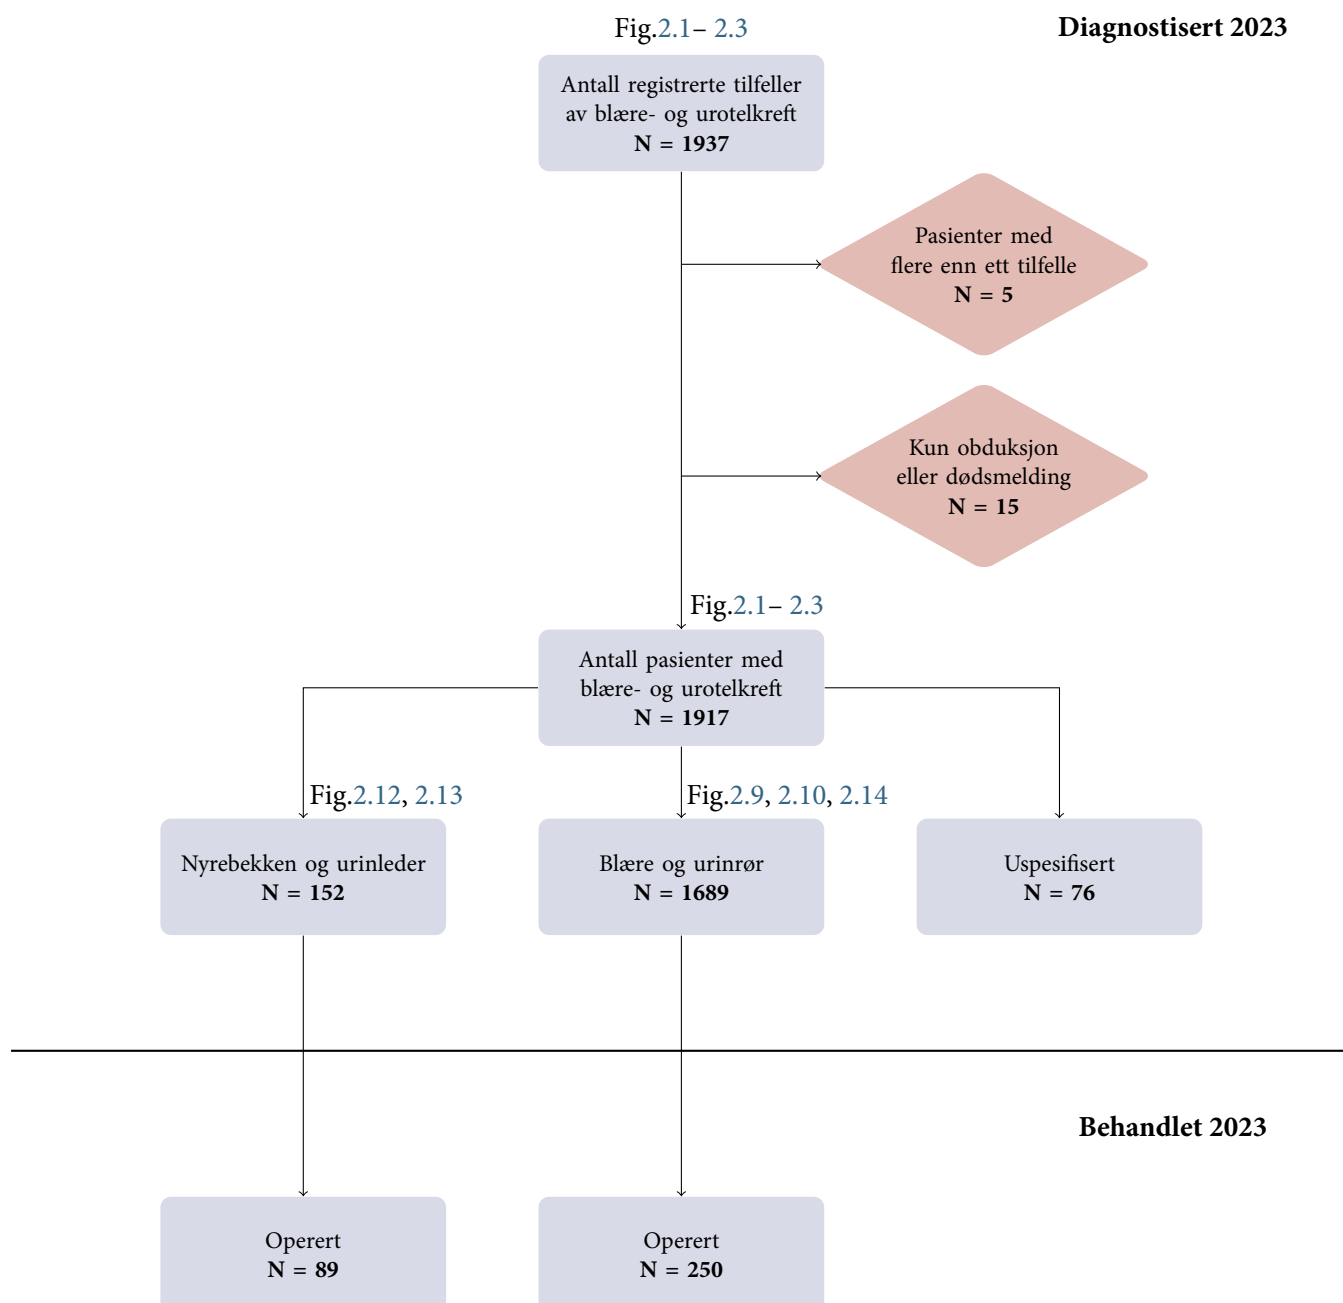 Fig.2.1– 2.3
Diagnostisert 2023
Antall registrerte tilfeller
av blære- og urotelkreft
N = 1937
Pasienter med
flere enn ett tilfelle
N = 5
Kun obduksjon
eller dødsmelding
N = 15
Fig.2.1– 2.3
Antall pasienter med
blære- og urotelkreft
N = 1917
Fig.2.12, 2.13
Fig.2.9, 2.10, 2.14
Nyrebekken og urinleder
N = 152
Blære og urinrør
N = 1689
Uspesifisert
N = 76
Behandlet 2023
Operert
N = 89
Operert
N = 250